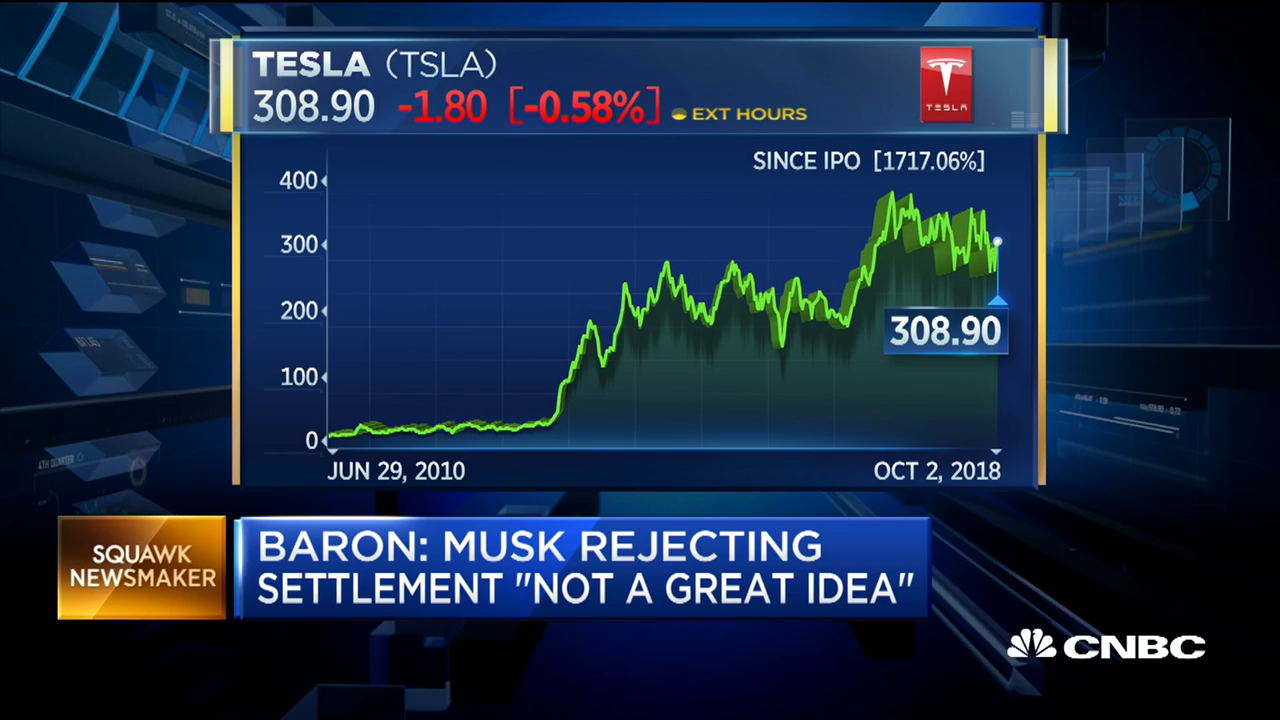 TESLA (TSLA)
308.90 -1.80 [-0.58%] EXT HOURS
TESLA
SINCE IPO [1717.06%]
400
300
200
100
0
308.90
JUN 29, 2010
OCT 2, 2018
4TH QUARTER
SQUAWK
NEWSMAKER
BARON: MUSK REJECTING
SETTLEMENT "NOT A GREAT IDEA"
CNBC